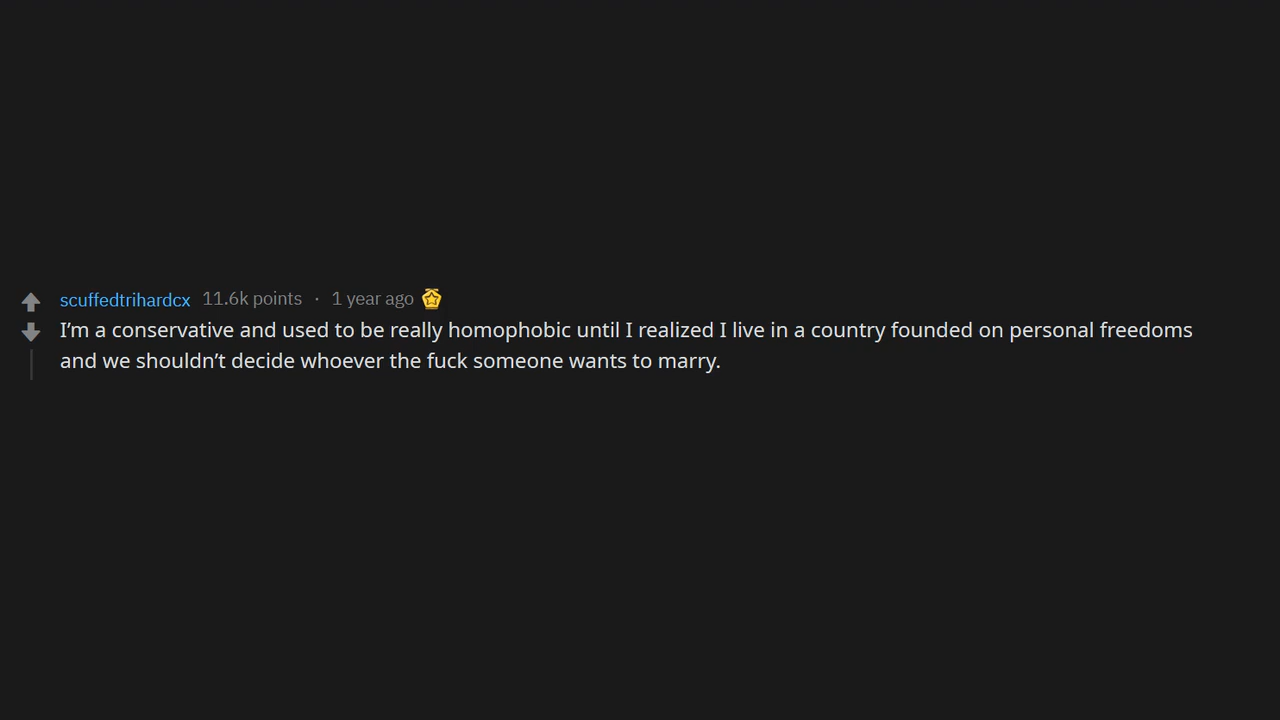 scuffedtrihardcx 11.6k points · 1 year ago
I’m a conservative and used to be really homophobic until I realized I live in a country founded on personal freedoms
and we shouldn’t decide whoever the fuck someone wants to marry.